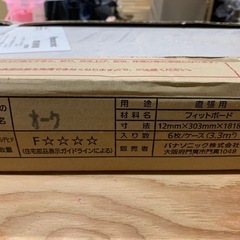 の名
オーク
F☆☆☆☆
(住宅部品表示ガイドラインによる)
用途 直張用
材料名 フィットボード
寸法 12mm×303mm×1818
入り数 6枚/ケース(3.3m²)
販売者 パナソニック株式会社
大阪府門真市門真1048